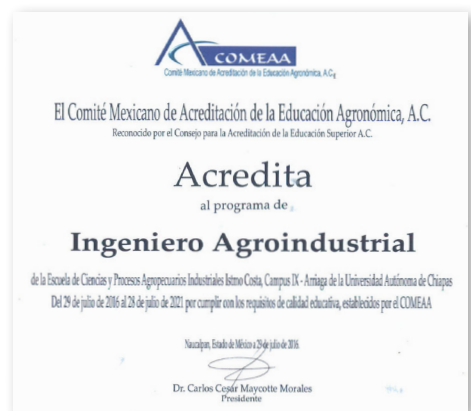 COMEAA
Comité Mexicano de Acreditación de la Educación Agronómica, A.C.
El Comité Mexicano de Acreditación de la Educación Agronómica, A.C.
Reconocido por el Consejo para la Acreditación de la Educación Superior A.C.
Acredita
al programa de
Ingeniero Agroindustrial
de la Escuela de Ciencias y Procesos Agropecuarios Industriales Istmo Costa, Campus IX - Arriaga de la Universidad Autónoma de Chiapas
Del 29 de julio de 2016 al 28 de julio de 2021 por cumplir con los requisitos de calidad educativa, establecidos por el COMEAA
Naucalpan, Estado de México a 29 de julio de 2016
Dr. Carlos Cesár Maycotte Morales
Presidente